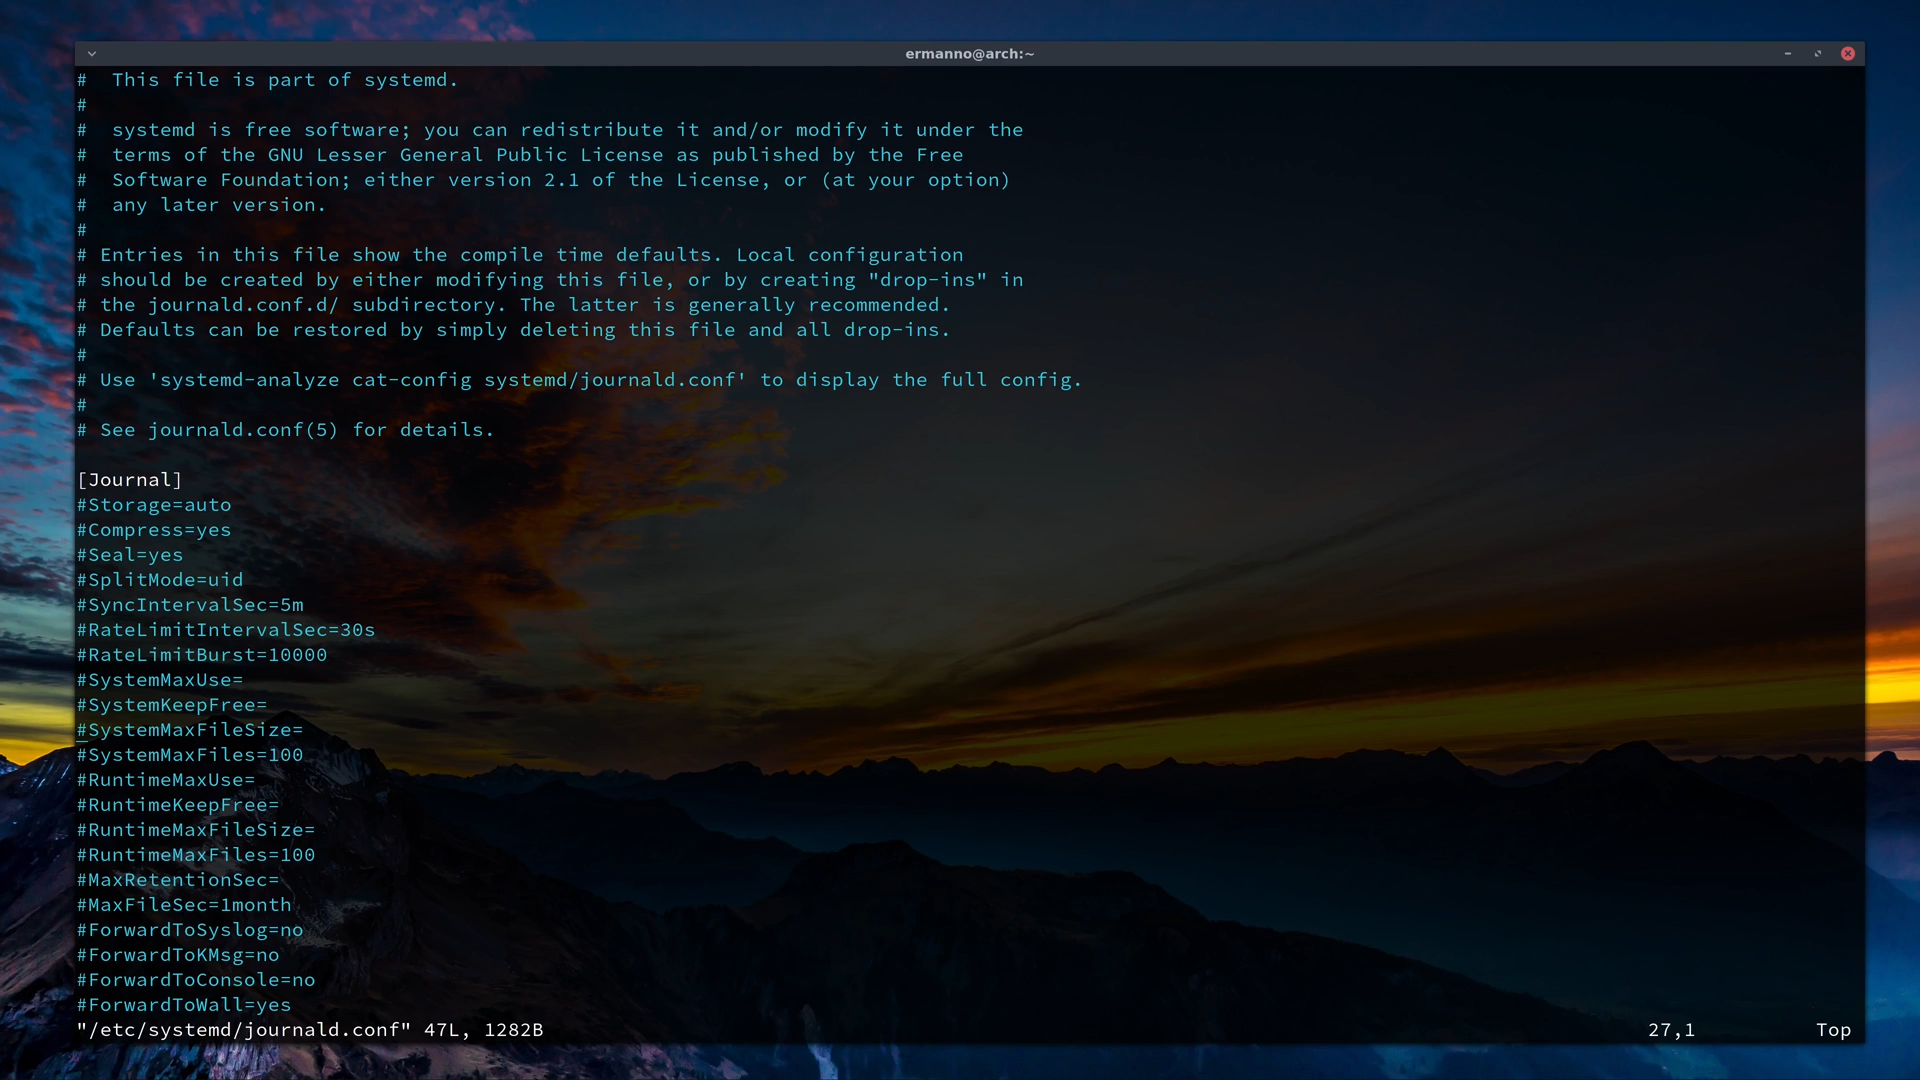 ermanno@arch:~
#  This file is part of systemd.
#
#  systemd is free software; you can redistribute it and/or modify it under the
#  terms of the GNU Lesser General Public License as published by the Free
#  Software Foundation; either version 2.1 of the License, or (at your option)
#  any later version.
#
# Entries in this file show the compile time defaults. Local configuration
# should be created by either modifying this file, or by creating "drop-ins" in
# the journald.conf.d/ subdirectory. The latter is generally recommended.
# Defaults can be restored by simply deleting this file and all drop-ins.
#
# Use 'systemd-analyze cat-config systemd/journald.conf' to display the full config.
#
# See journald.conf(5) for details.

[Journal]
#Storage=auto
#Compress=yes
#Seal=yes
#SplitMode=uid
#SyncIntervalSec=5m
#RateLimitIntervalSec=30s
#RateLimitBurst=10000
#SystemMaxUse=
#SystemKeepFree=
#SystemMaxFileSize=
#SystemMaxFiles=100
#RuntimeMaxUse=
#RuntimeKeepFree=
#RuntimeMaxFileSize=
#RuntimeMaxFiles=100
#MaxRetentionSec=
#MaxFileSec=1month
#ForwardToSyslog=no
#ForwardToKMsg=no
#ForwardToConsole=no
#ForwardToWall=yes
"/etc/systemd/journald.conf" 47L, 1282B 27,1 Top